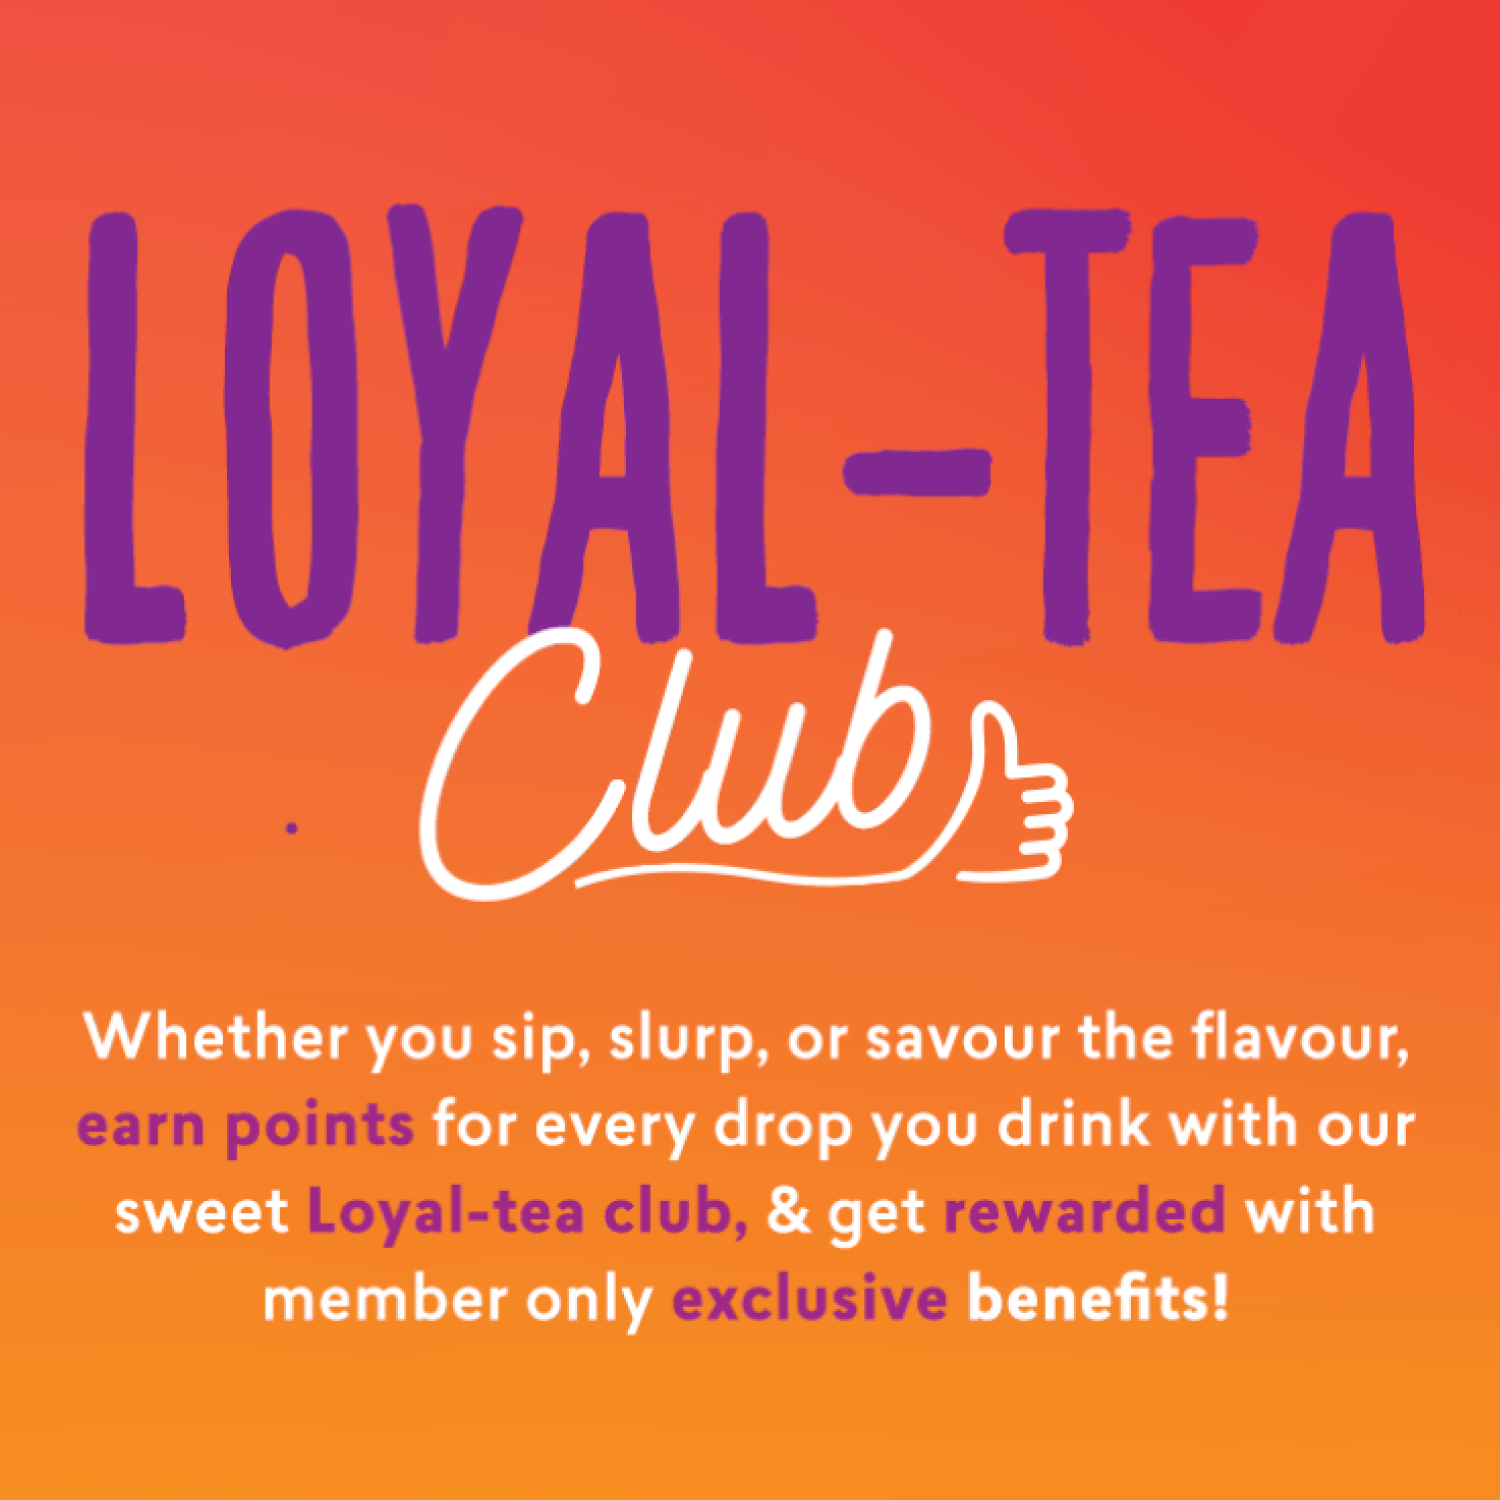 LOYAL-TEA
Club
Whether you sip, slurp, or savour the flavour,
earn points for every drop you drink with our
sweet Loyal-tea club, & get rewarded with
member only exclusive benefits!